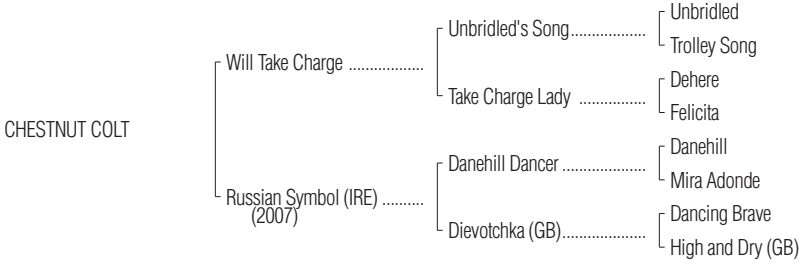 Unbridled
Unbridled's Song..................
Trolley Song
Will Take Charge ..................
Dehere
Take Charge Lady ................
Felicita
CHESTNUT COLT
Danehill
Danehill Dancer ....................
Mira Adonde
Russian Symbol (IRE) ..........
(2007)
Dancing Brave
Dievotchka (GB)....................
High and Dry (GB)